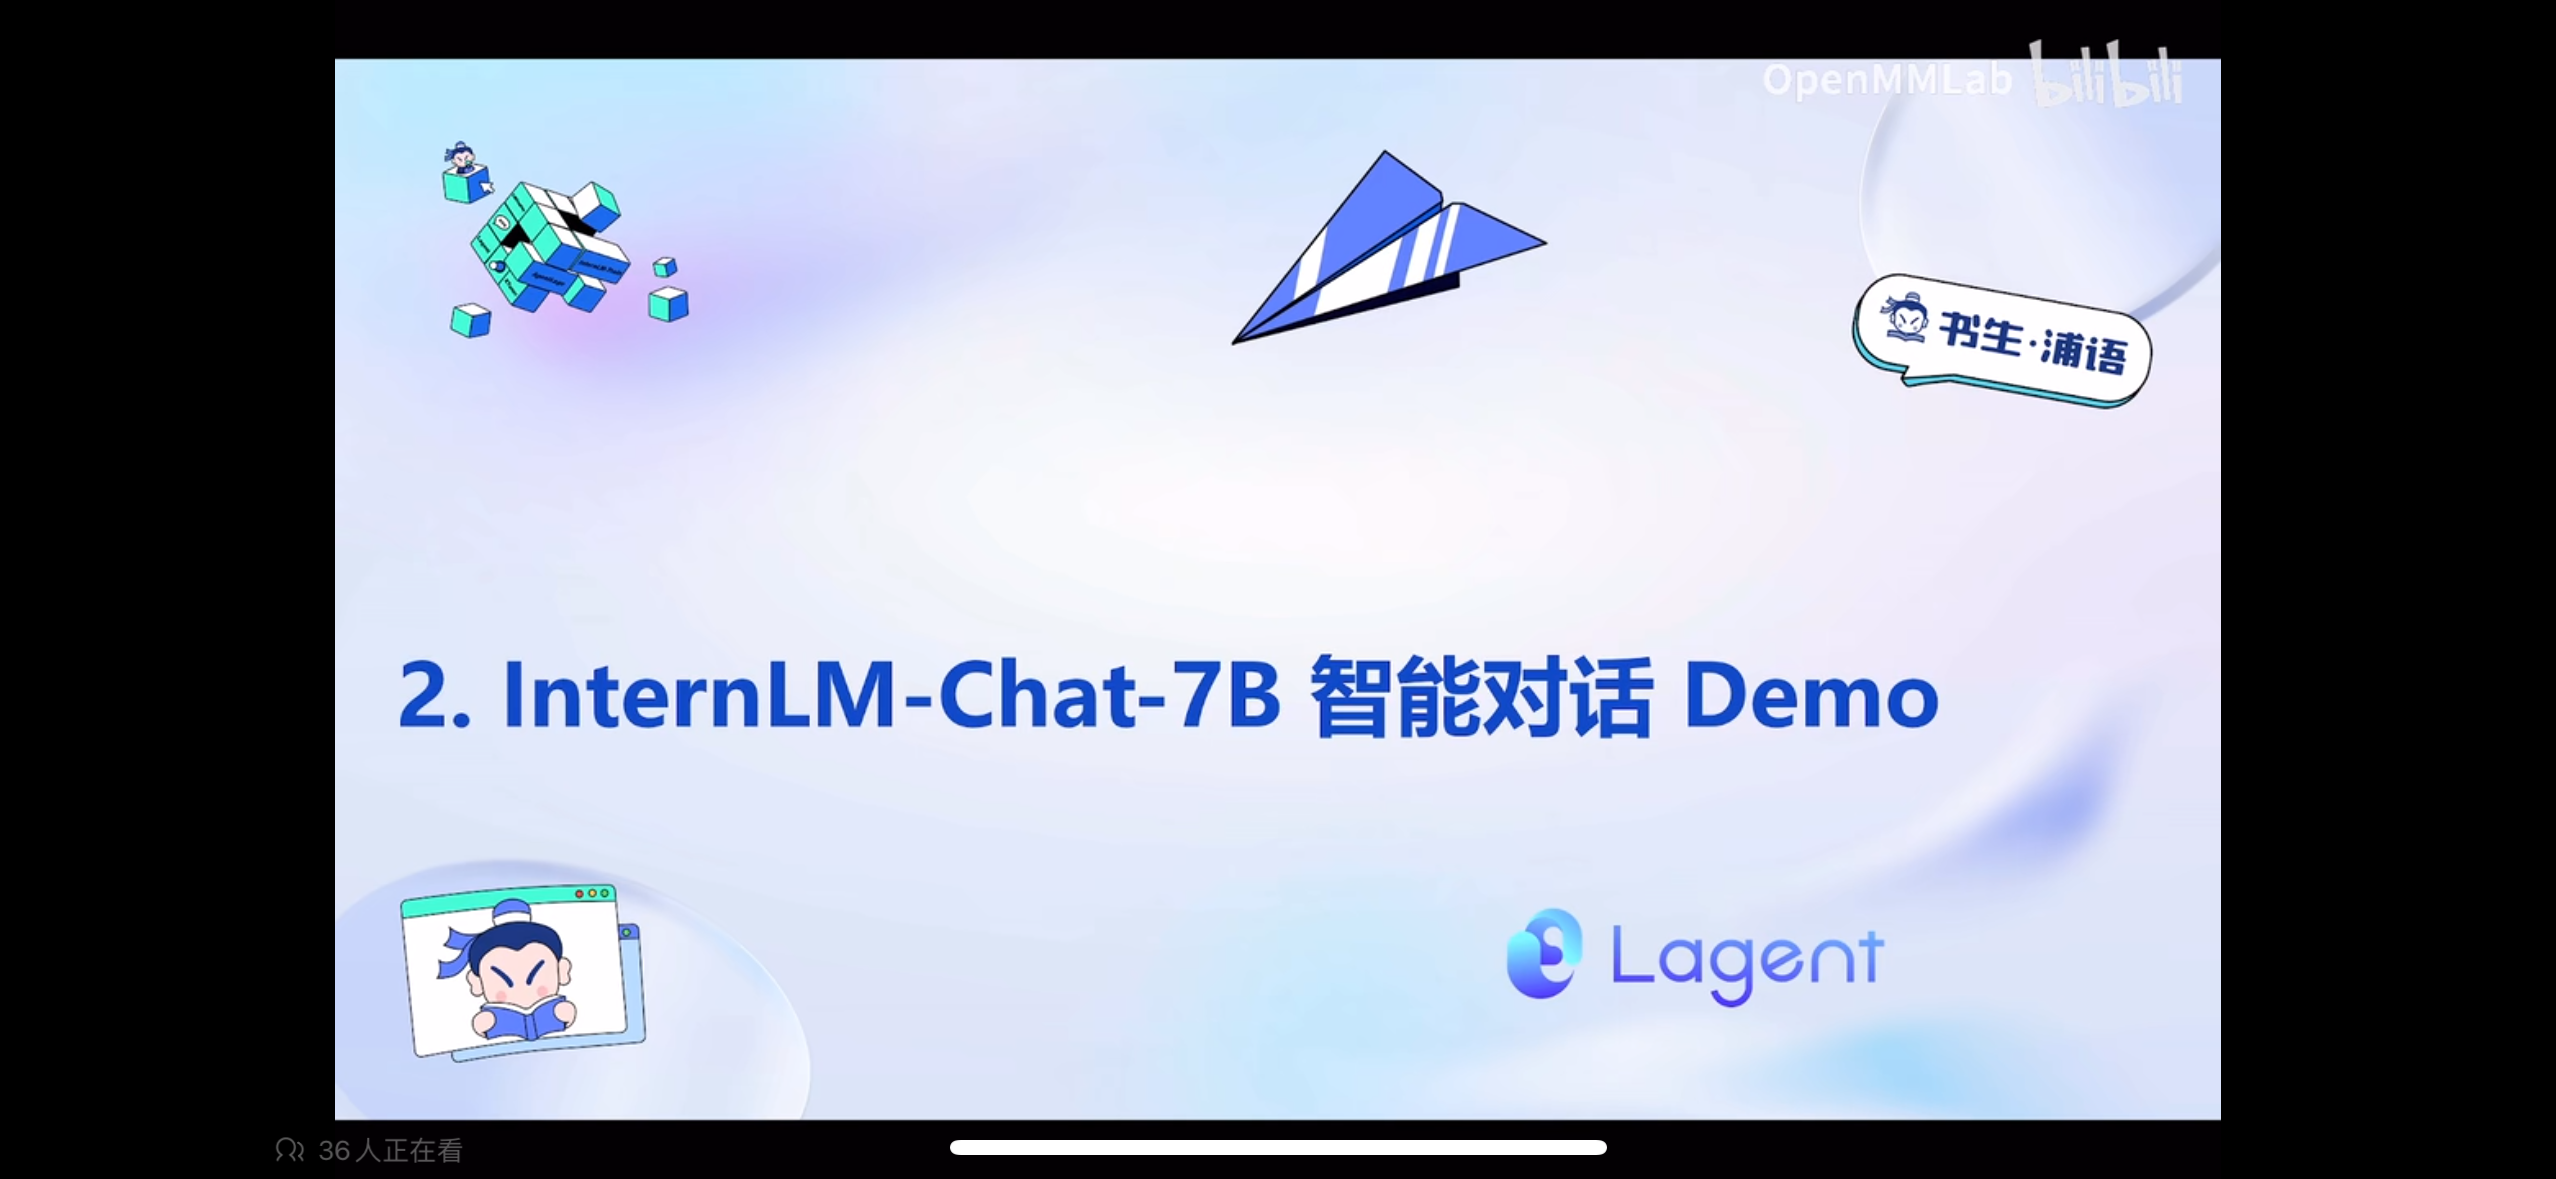 OpenMMLab bilibili
书生·浦语
2. InternLM-Chat-7B 智能对话 Demo
Lagent
36人正在看